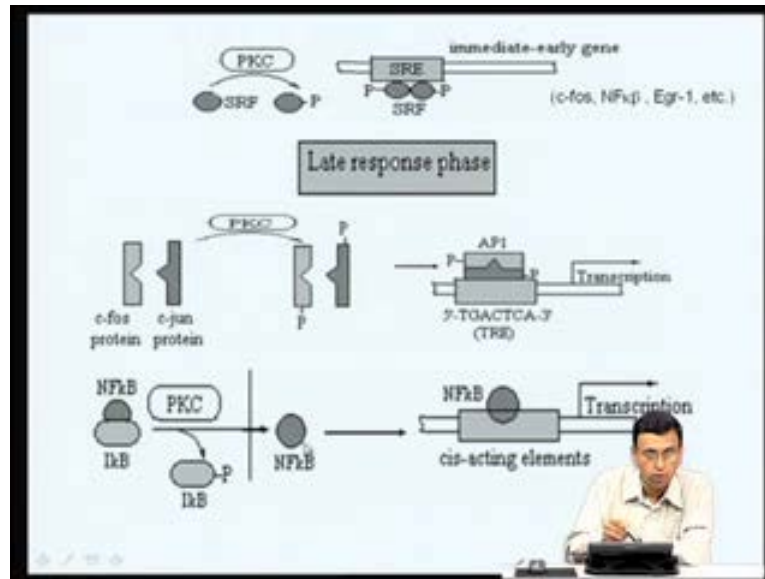 PKC
immediate-early gene
SRE
SRF
P
P
P
SRF
(c-fos, NFκβ , Egr-1, etc.)
Late response phase
PKC
P
P
c-fos
protein
c-jun
protein
AP1
P
P
Transcription
5'-TGACTCA-3'
(TRE)
NFkB
PKC
IkB
IkB
P
NFkB
NFkB
Transcription
cis-acting elements